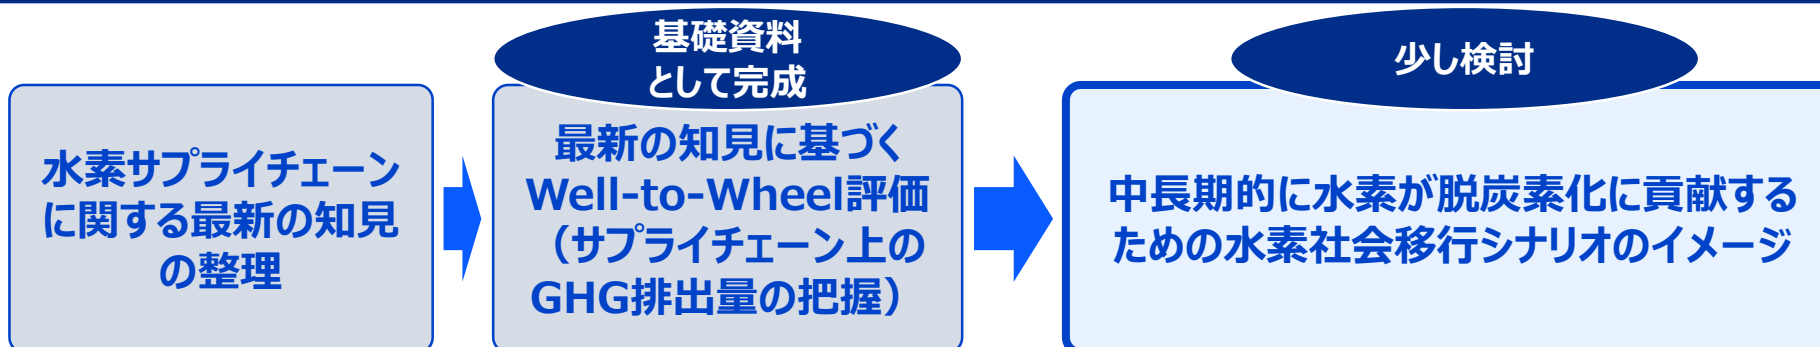 水素サプライチェーン
に関する最新の知見
の整理
基礎資料
として完成
最新の知見に基づく
Well-to-Wheel評価
（サプライチェーン上の
GHG排出量の把握）
少し検討
中長期的に水素が脱炭素化に貢献する
ための水素社会移行シナリオのイメージ